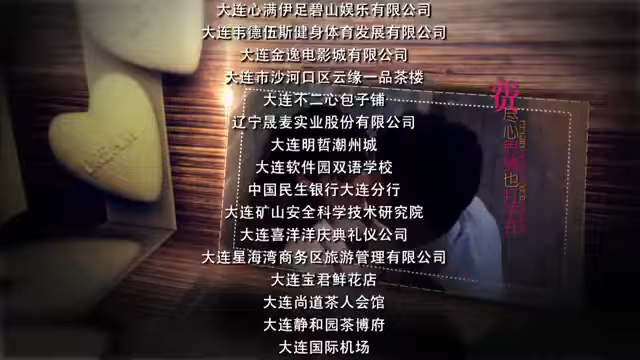 大连心满伊足碧山娱乐有限公司
大连韦德伍斯健身体育发展有限公司
大连金逸电影城有限公司
大连市沙河口区云缘一品茶楼
大连不二心包子铺
辽宁晟麦实业股份有限公司
大连明哲潮州城
大连软件园双语学校
中国民生银行大连分行
大连矿山安全科学技术研究院
大连喜洋洋庆典礼仪公司
大连星海湾商务区旅游管理有限公司
大连宝君鲜花店
大连尚道茶人会馆
大连静和园茶博府
大连国际机场
费尽心思